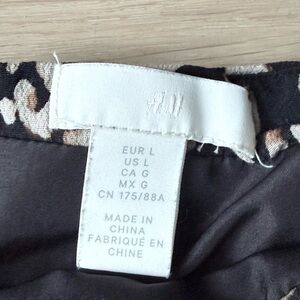 H&M
EUR L
US L
CA G
MX G
CN 175/88A
MADE IN
CHINA
FABRIQUÉ EN
CHINE